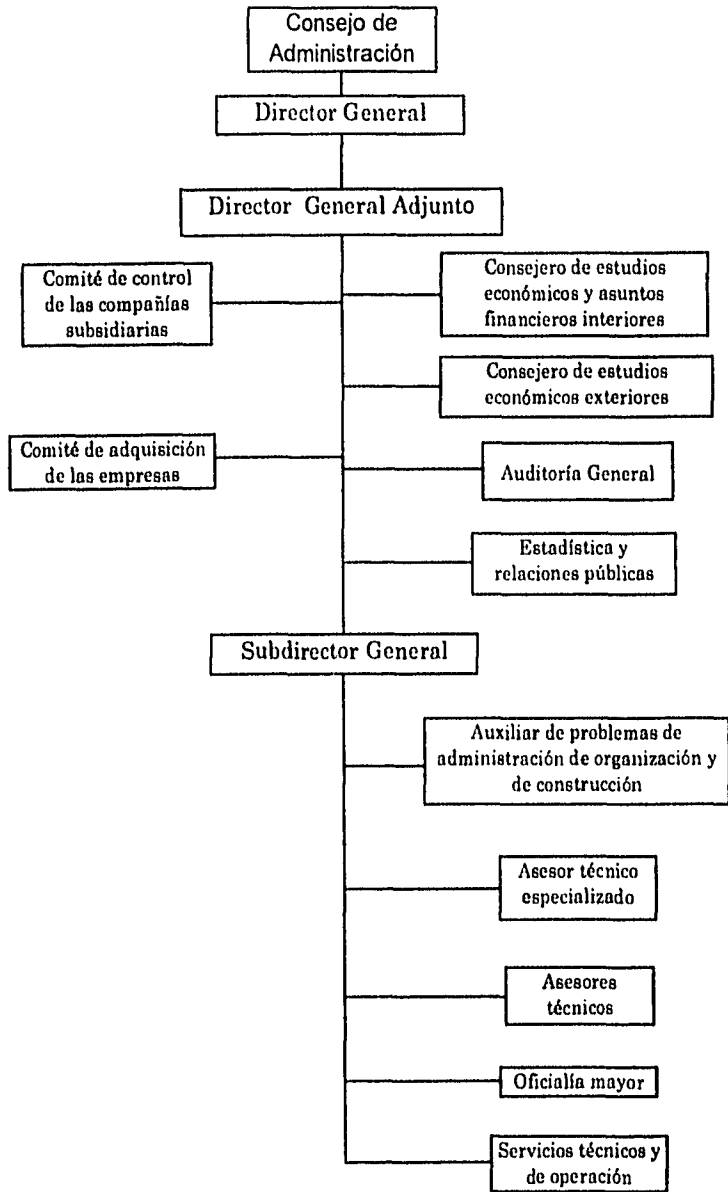 Consejo de
Administración
Director General
Director General Adjunto
Comité de control
de las compañías
subsidiarias
Consejero de estudios
económicos y asuntos
financieros interiores
Consejero de estudios
económicos exteriores
Comité de adquisición
de las empresas
Auditoría General
Estadística y
relaciones públicas
Subdirector General
Auxiliar de problemas de
administración de organización y
de construcción
Asesor técnico
especializado
Asesores
técnicos
Oficialía mayor
Servicios técnicos y
de operación